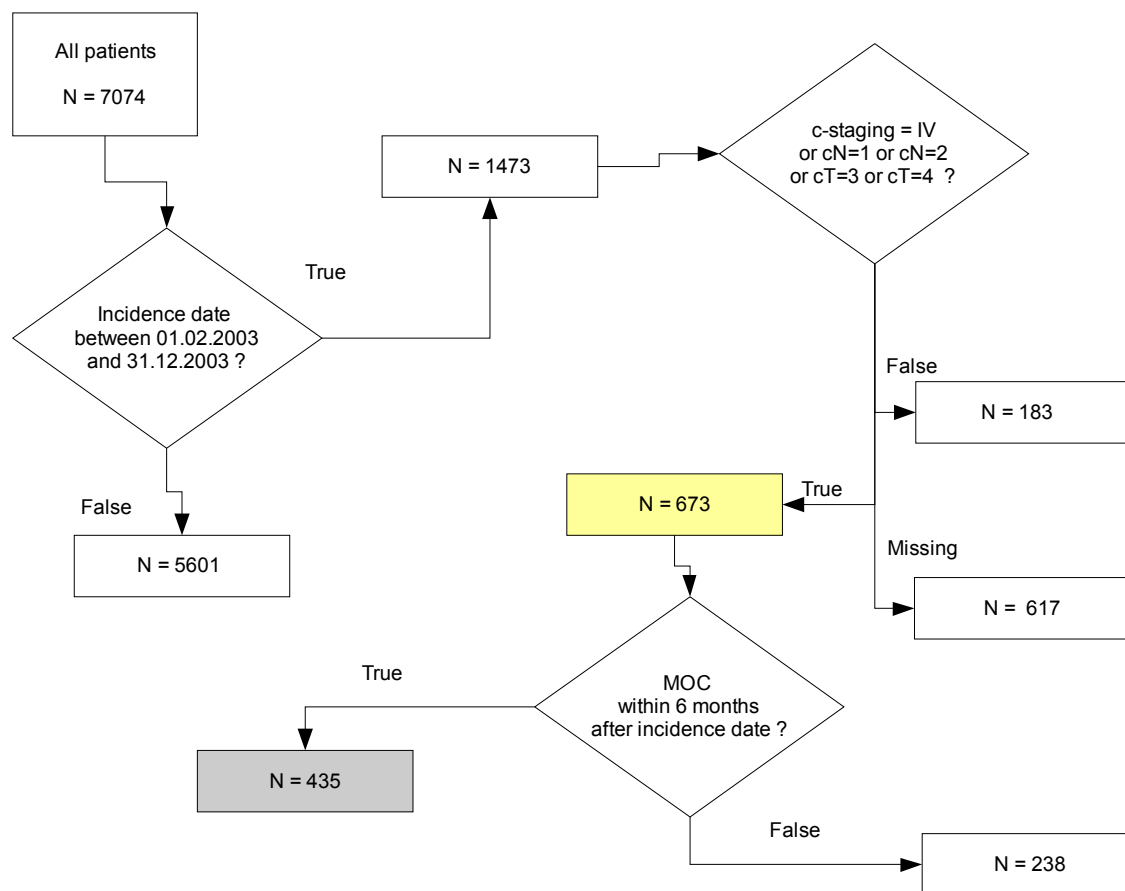 All patients
N = 7074
Incidence date
between 01.02.2003
and 31.12.2003 ?
True
N = 1473
c-staging = IV
or cN=1 or cN=2
or cT=3 or cT=4  ?
False
N = 5601
False
N = 183
True
N = 673
Missing
N =  617
MOC
within 6 months
after incidence date ?
True
N = 435
False
N = 238